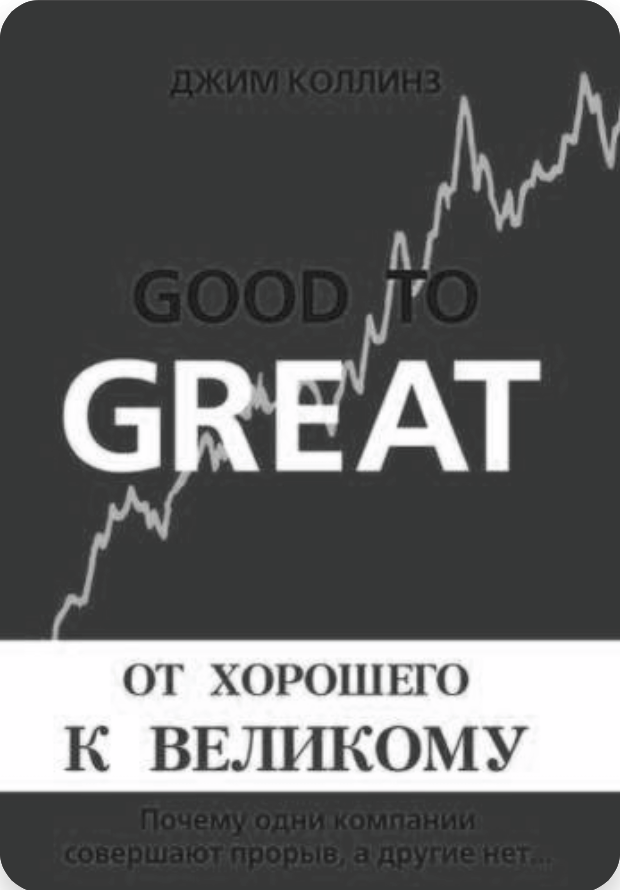 ДЖИМ КОЛЛИНЗ
GOOD TO
GREAT
ОТ ХОРОШЕГО
К ВЕЛИКОМУ
Почему одни компании
совершают прорыв, а другие нет...